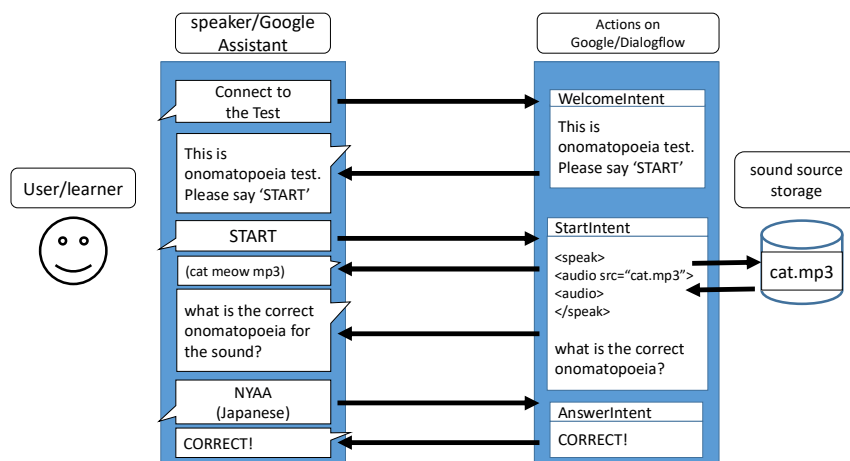 speaker/Google
Assistant
Actions on
Google/Dialogflow
User/learner
Connect to
the Test
This is
onomatopoeia test.
Please say ‘START’
START
(cat meow mp3)
what is the correct
onomatopoeia for
the sound?
NYAA
(Japanese)
CORRECT!
WelcomeIntent
This is
onomatopoeia test.
Please say ‘START’
StartIntent
<speak>
<audio src=“cat.mp3”>
<audio>
</speak>
what is the correct
onomatopoeia?
AnswerIntent
CORRECT!
sound source
storage
cat.mp3